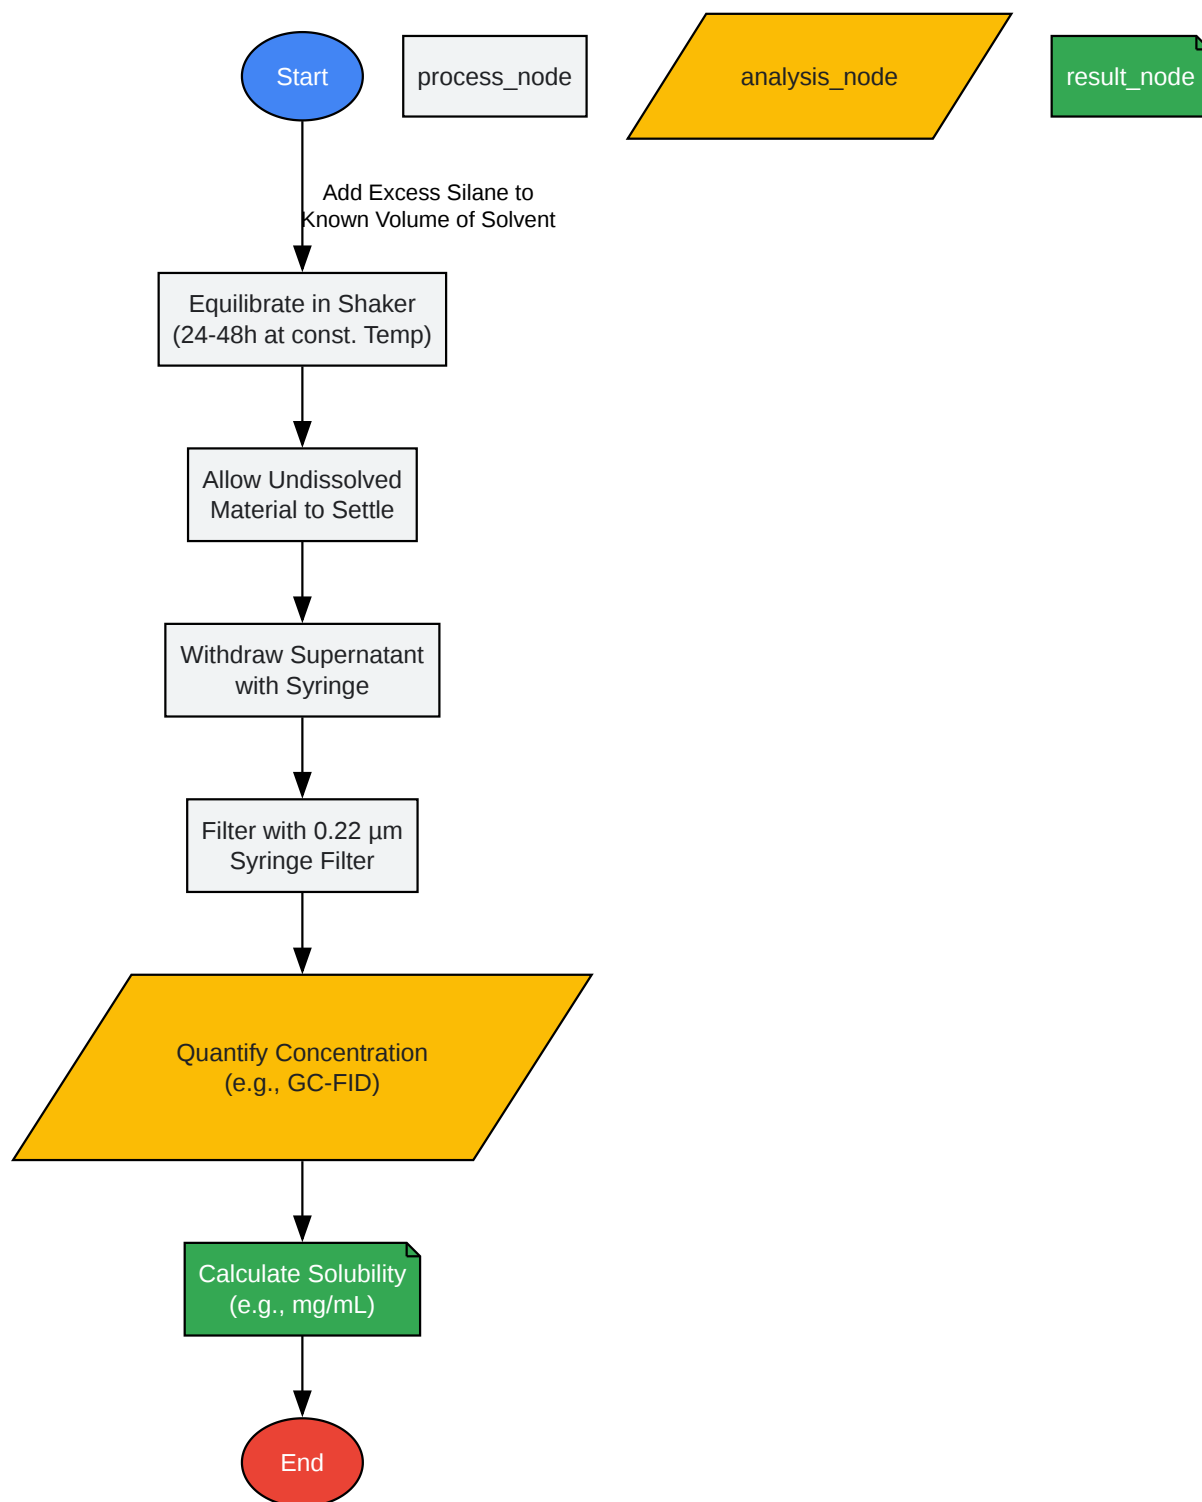 Start
process_node
analysis_node
result_node
Add Excess Silane to
Known Volume of Solvent
Equilibrate in Shaker
(24-48h at const. Temp)
Allow Undissolved
Material to Settle
Withdraw Supernatant
with Syringe
Filter with 0.22 µm
Syringe Filter
Quantify Concentration
(e.g., GC-FID)
Calculate Solubility
(e.g., mg/mL)
End